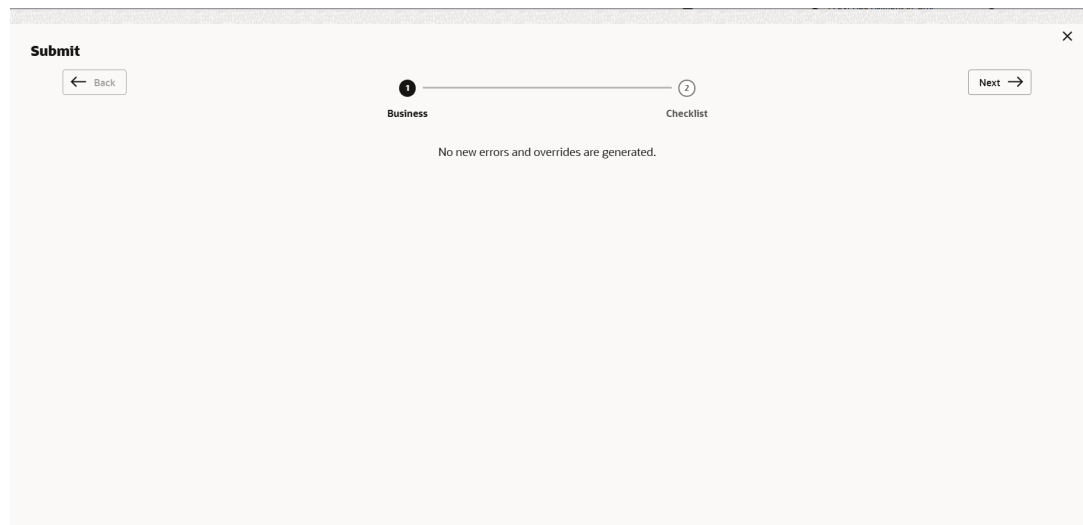 Submit
← Back
1
2
Next →
Business
Checklist
No new errors and overrides are generated.